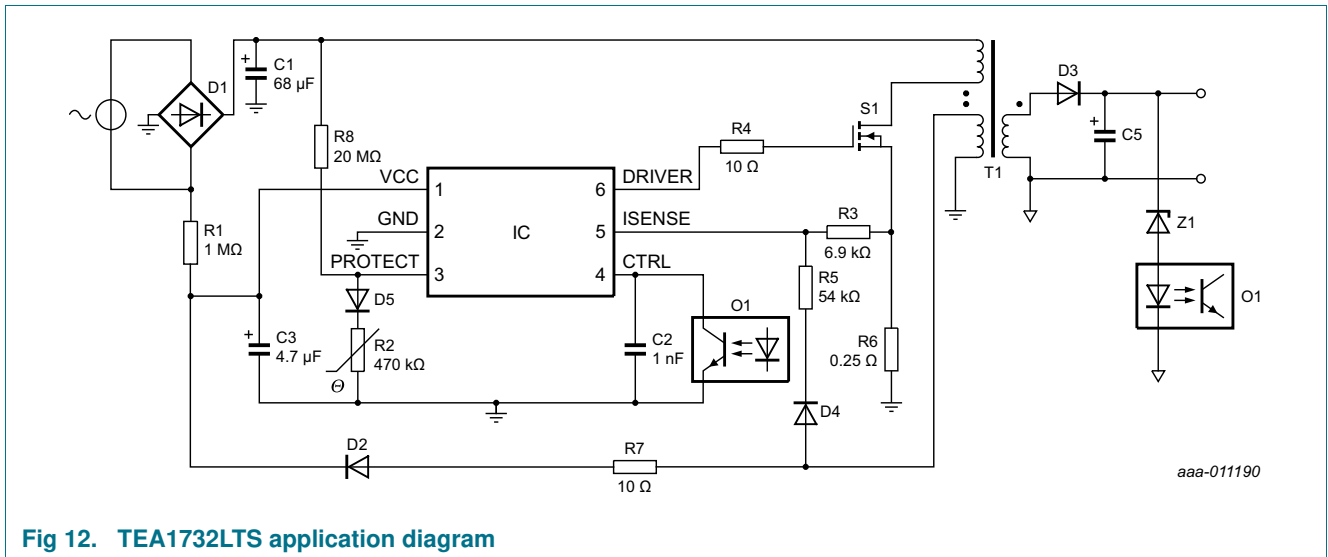 D1
+
C1
68 µF
R8
20 MΩ
R1
1 MΩ
VCC
1
GND
2
PROTECT
3
IC
6
DRIVER
5
ISENSE
4
CTRL
R4
10 Ω
S1
R3
6.9 kΩ
R5
54 kΩ
R6
0.25 Ω
T1
D3
+
C5
Z1
O1
O1
D5
R2
470 kΩ
Θ
+
C3
4.7 µF
C2
1 nF
D4
D2
R7
10 Ω
aaa-011190
Fig 12. TEA1732LTS application diagram